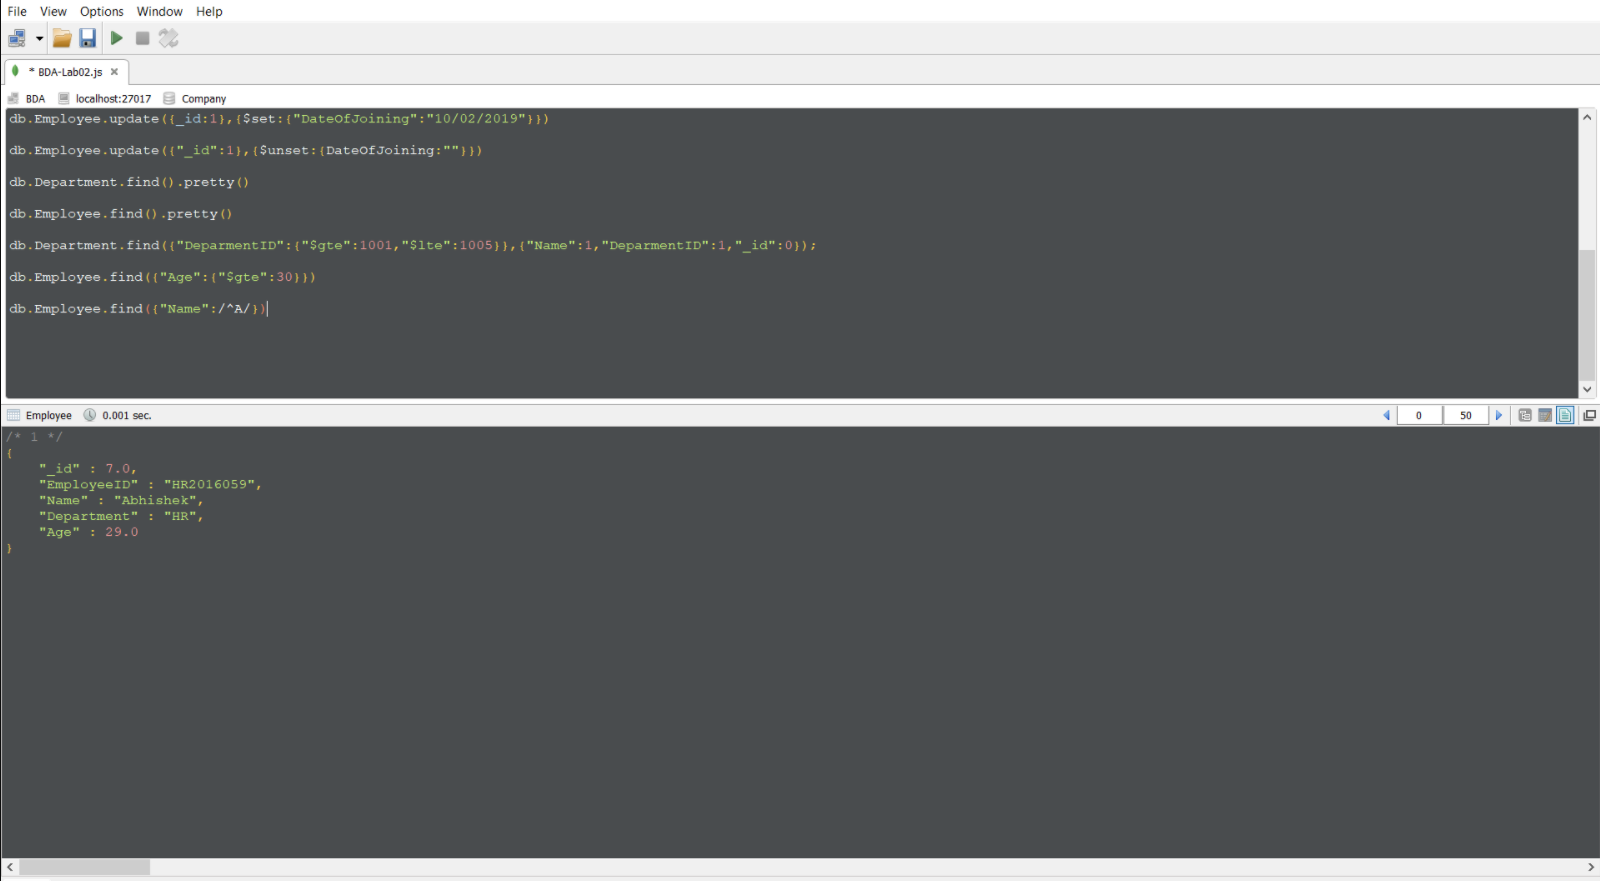 File View Options Window Help
* BDA-Lab02.js
BDA localhost:27017 Company
db.Employee.update({_id:1},{$set:{"DateOfJoining":"10/02/2019"}})
db.Employee.update({"_id":1},{$unset:{DateOfJoining:""}})
db.Department.find().pretty()
db.Employee.find().pretty()
db.Department.find({"DeparmentID":{"$gte":1001,"$lte":1005}},{"Name":1,"DeparmentID":1,"_id":0});
db.Employee.find({"Age":{"$gte":30}})
db.Employee.find({"Name":/^A/})
Employee 0.001 sec. 0 50
/* 1 */
{
    "_id" : 7.0,
    "EmployeeID" : "HR2016059",
    "Name" : "Abhishek",
    "Department" : "HR",
    "Age" : 29.0
}